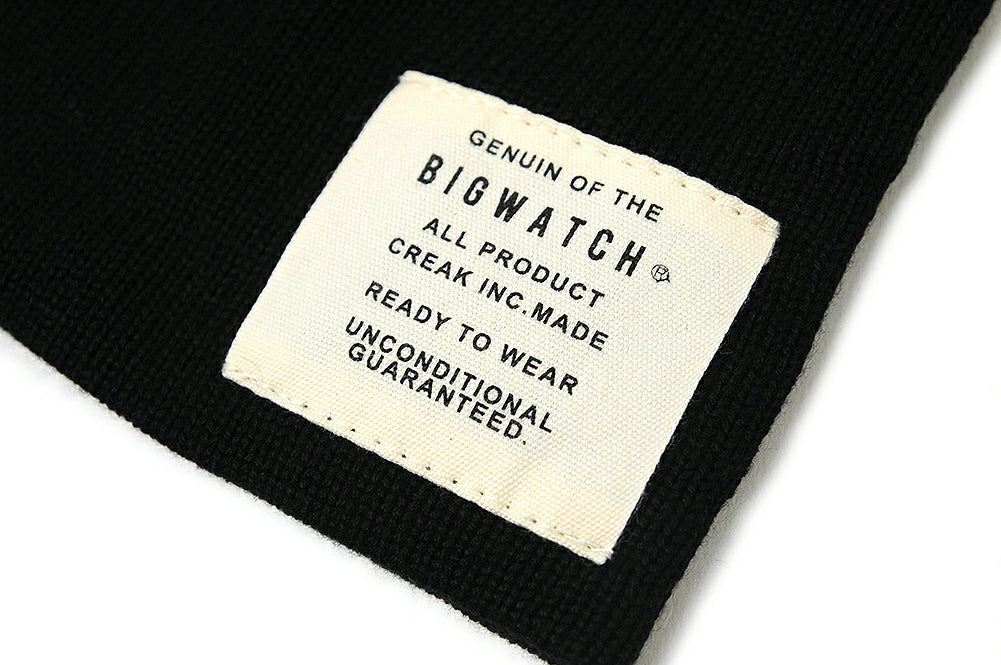 GENUIN OF THE
BIGWATCH®
ALL PRODUCT
CREAK INC.MADE
READY TO WEAR
UNCONDITIONAL
GUARANTEED.